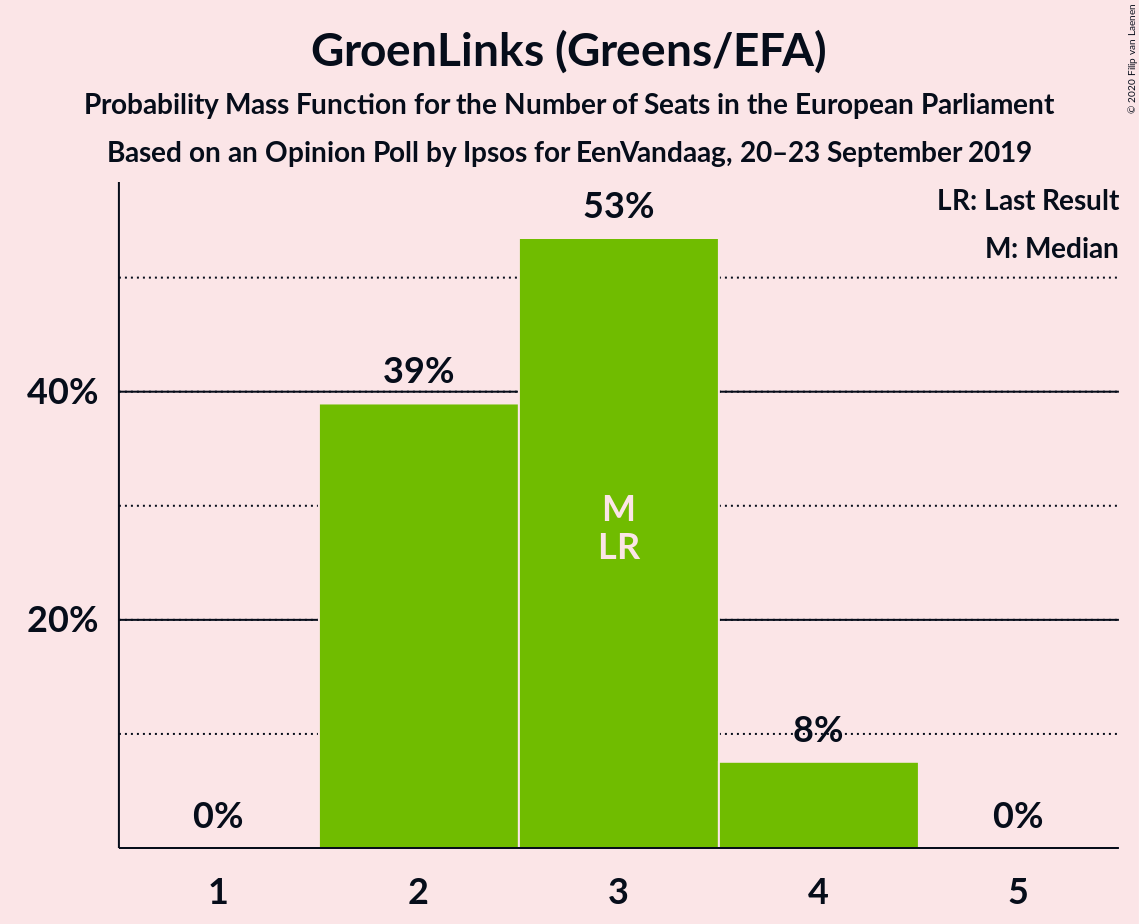 GroenLinks (Greens/EFA)
Probability Mass Function for the Number of Seats in the European Parliament
Based on an Opinion Poll by Ipsos for EenVandaag, 20–23 September 2019
© 2020 Filip van Laenen
LR: Last Result
M: Median
53%
39%
40%
M
LR
20%
8%
0%
0%
1
2
3
4
5